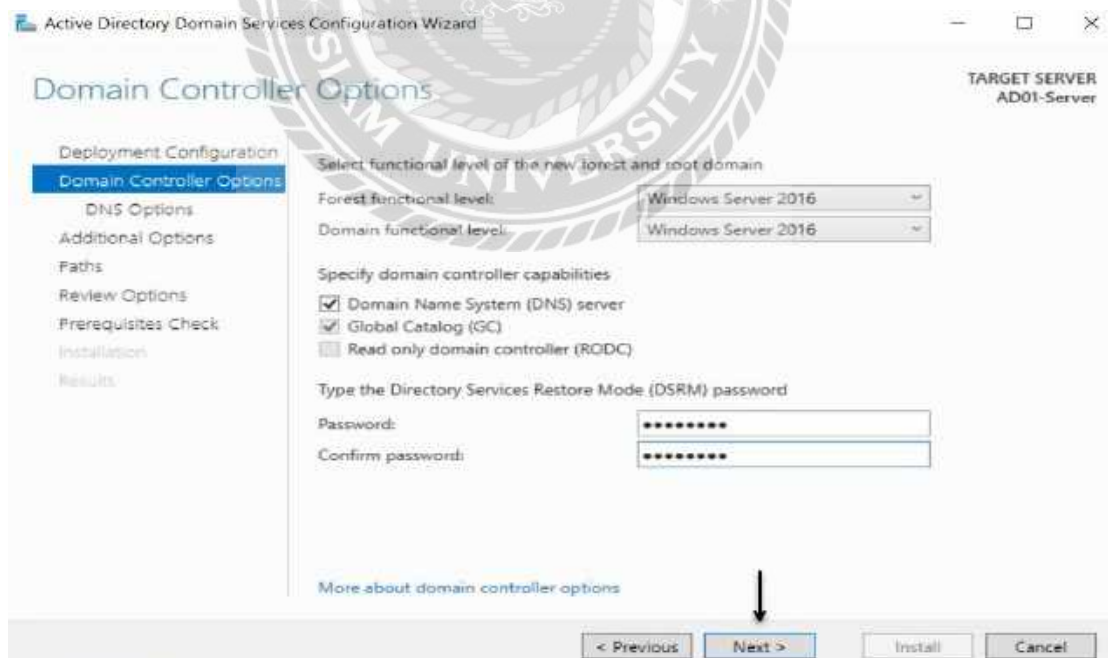 Active Directory Domain Services Configuration Wizard
Domain Controller Options
TARGET SERVER
AD01-Server
Deployment Configuration
Domain Controller Options
DNS Options
Additional Options
Paths
Review Options
Prerequisites Check
Installation
Results
Select functional level of the new forest and root domain
Forest functional level: Windows Server 2016
Domain functional level: Windows Server 2016
Specify domain controller capabilities
Domain Name System (DNS) server
Global Catalog (GC)
Read only domain controller (RODC)
Type the Directory Services Restore Mode (DSRM) password
Password: ••••••••
Confirm password: ••••••••
More about domain controller options
< Previous
Next >
Install
Cancel
SIAM UNIVERSITY